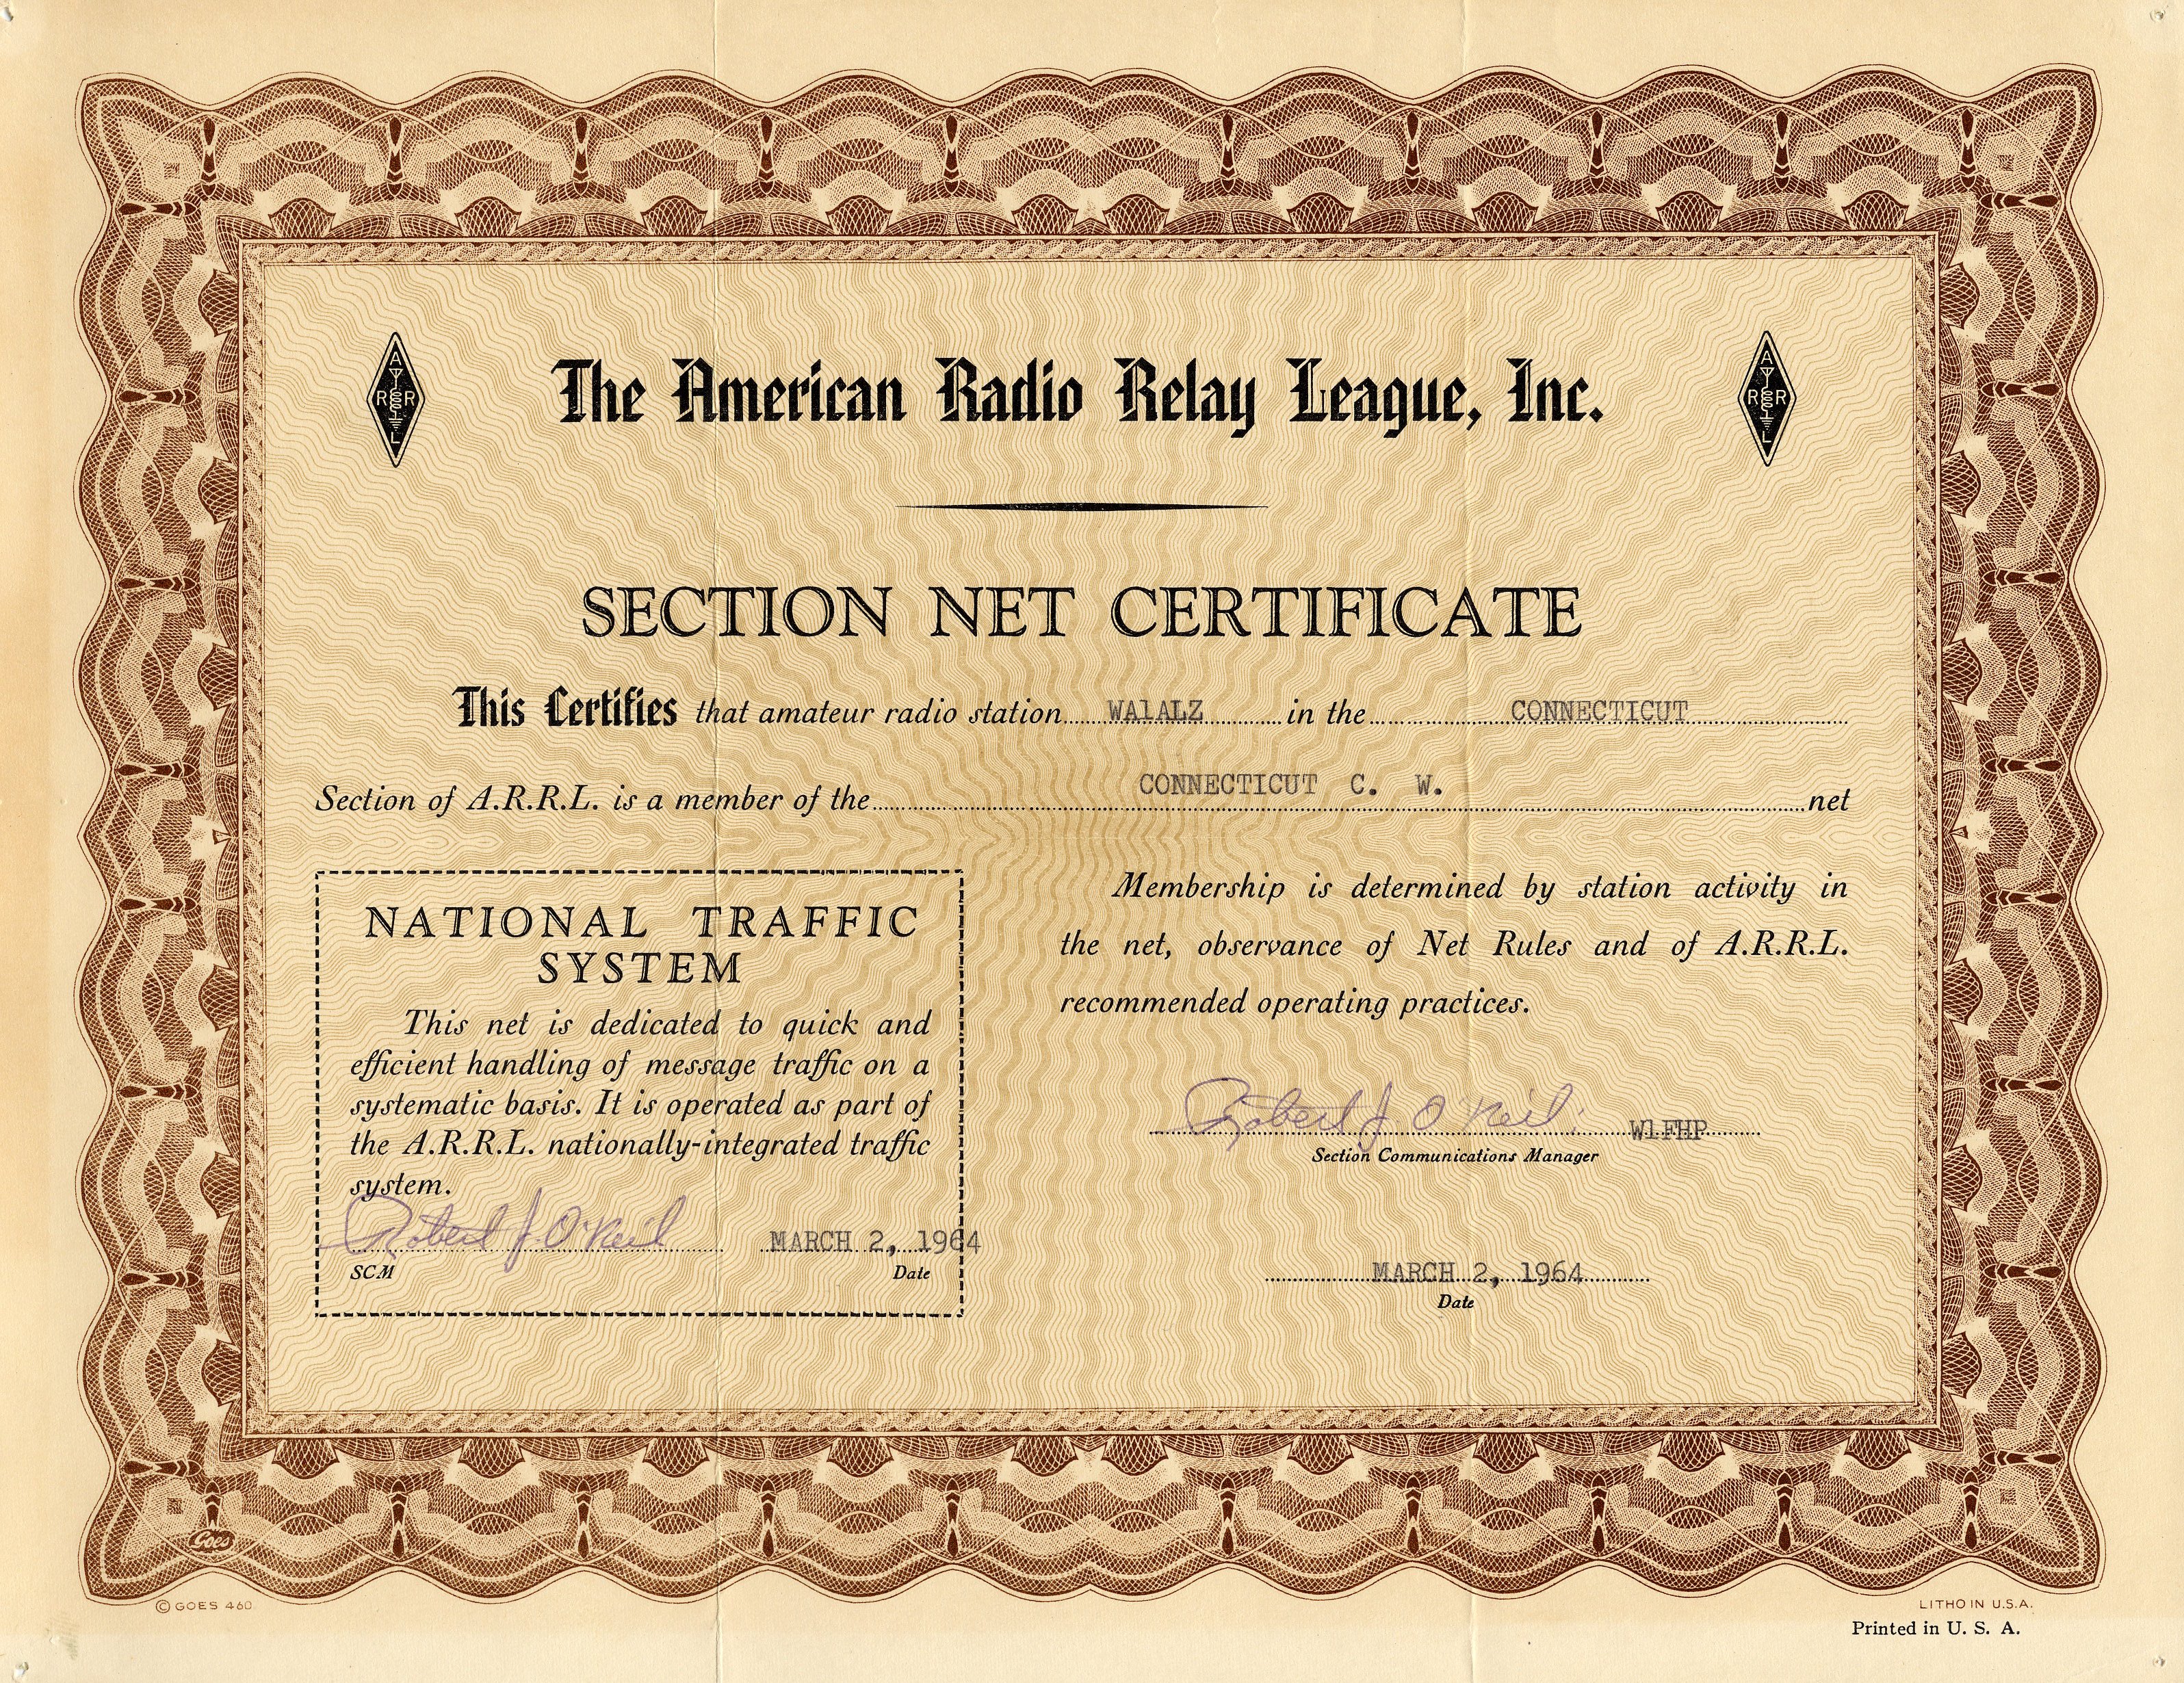 The American Radio Relay League, Inc.
A
R R
L
A
R R
L
SECTION NET CERTIFICATE
This Certifies that amateur radio station WA1ALZ in the CONNECTICUT
Section of A.R.R.L. is a member of the CONNECTICUT C. W. net
NATIONAL TRAFFIC
SYSTEM
This net is dedicated to quick and
efficient handling of message traffic on a
systematic basis. It is operated as part of
the A.R.R.L. nationally-integrated traffic
system.
Robert J. O'Neil MARCH 2, 1964
SCM Date
Membership is determined by station activity in
the net, observance of Net Rules and of A.R.R.L.
recommended operating practices.
Robert J O'Neil W1FHP
Section Communications Manager
MARCH 2, 1964
Date
Goes
© GOES 460
LITHO IN U.S.A.
Printed in U. S. A.